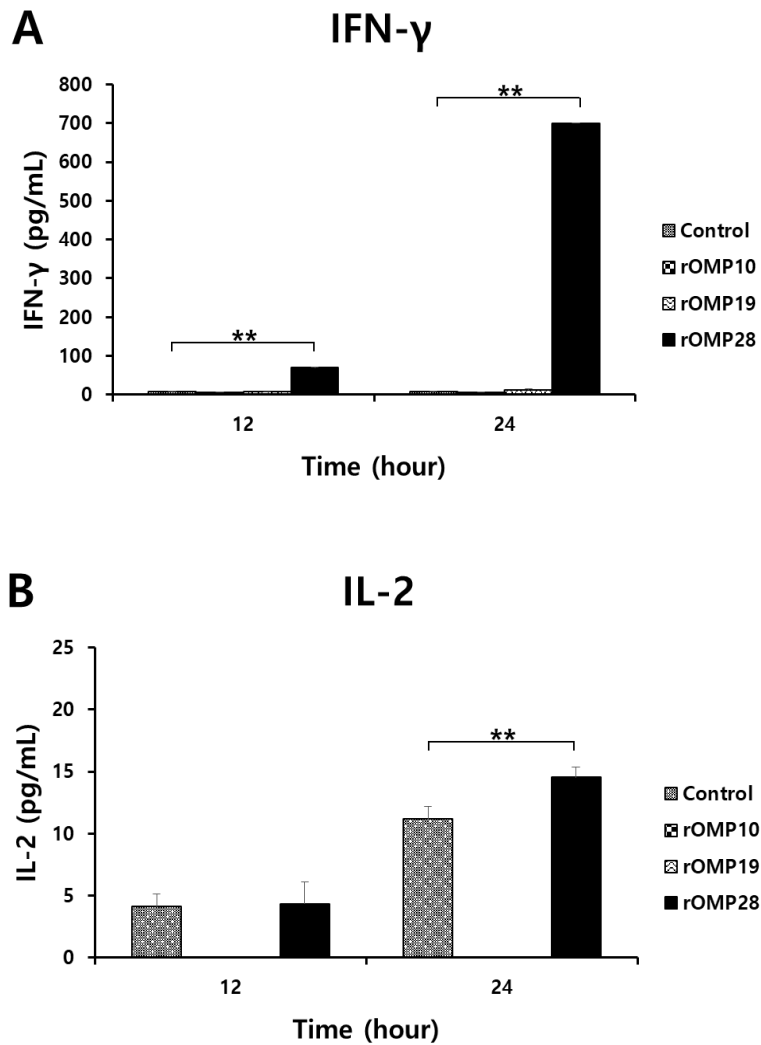 A
IFN-γ
IFN-γ (pg/mL)
800
700
600
500
400
300
200
100
0
**
**
12
24
Time (hour)
Control
rOMP10
rOMP19
rOMP28
B
IL-2
IL-2 (pg/mL)
25
20
15
10
5
0
**
12
24
Time (hour)
Control
rOMP10
rOMP19
rOMP28